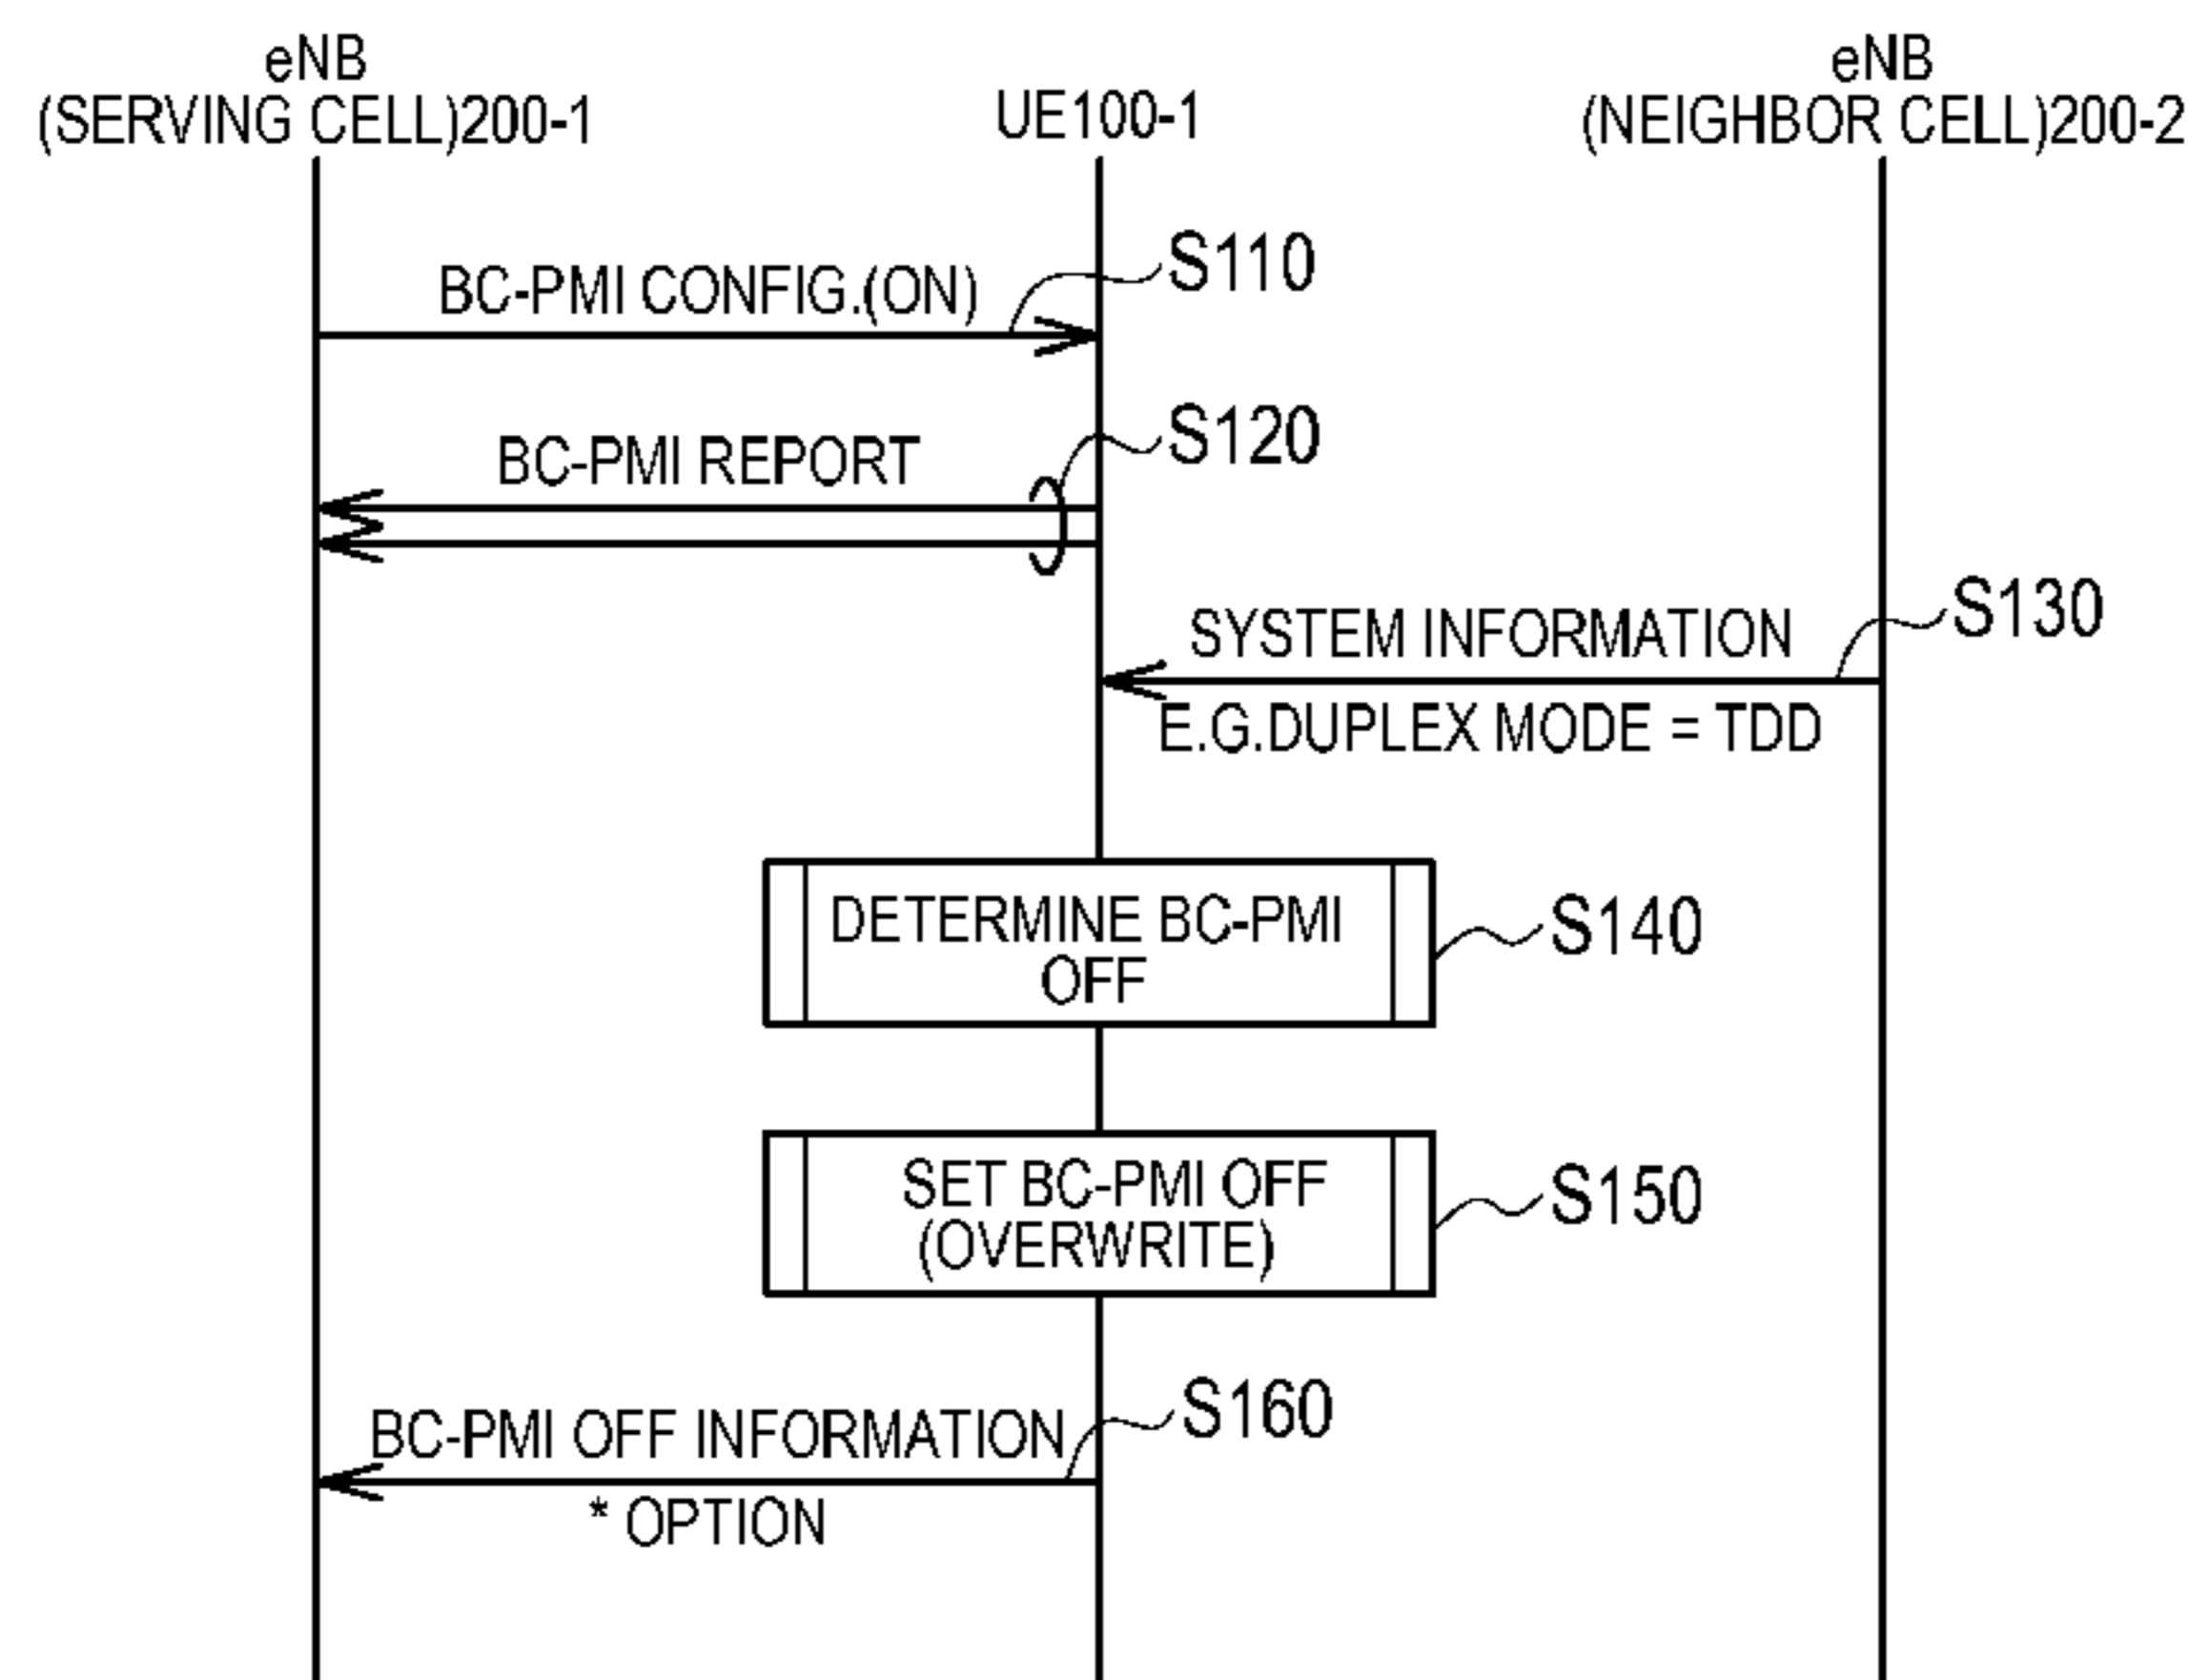 eNB
(SERVING CELL)200-1
UE100-1
eNB
(NEIGHBOR CELL)200-2
BC-PMI CONFIG.(ON)
S110
BC-PMI REPORT
S120
SYSTEM INFORMATION
S130
E.G.DUPLEX MODE = TDD
DETERMINE BC-PMI
OFF
S140
SET BC-PMI OFF
(OVERWRITE)
S150
BC-PMI OFF INFORMATION
S160
* OPTION